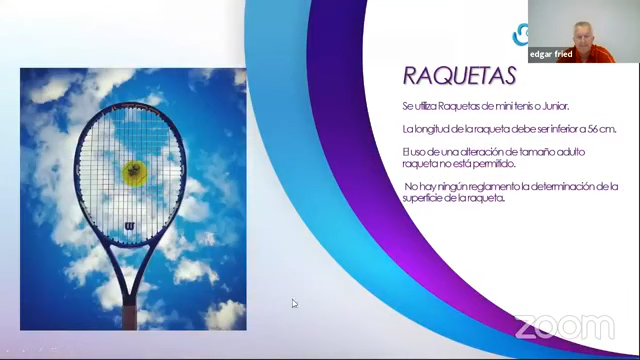 edgar fried
RAQUETAS
Se utiliza Raquetas de mini tenis o Junior.
La longitud de la raqueta debe ser inferior a 56 cm.
El uso de una alteración de tamaño adulto
raqueta no está permitido.
No hay ningún reglamento la determinación de la
superficie de la raqueta.
W
zoom